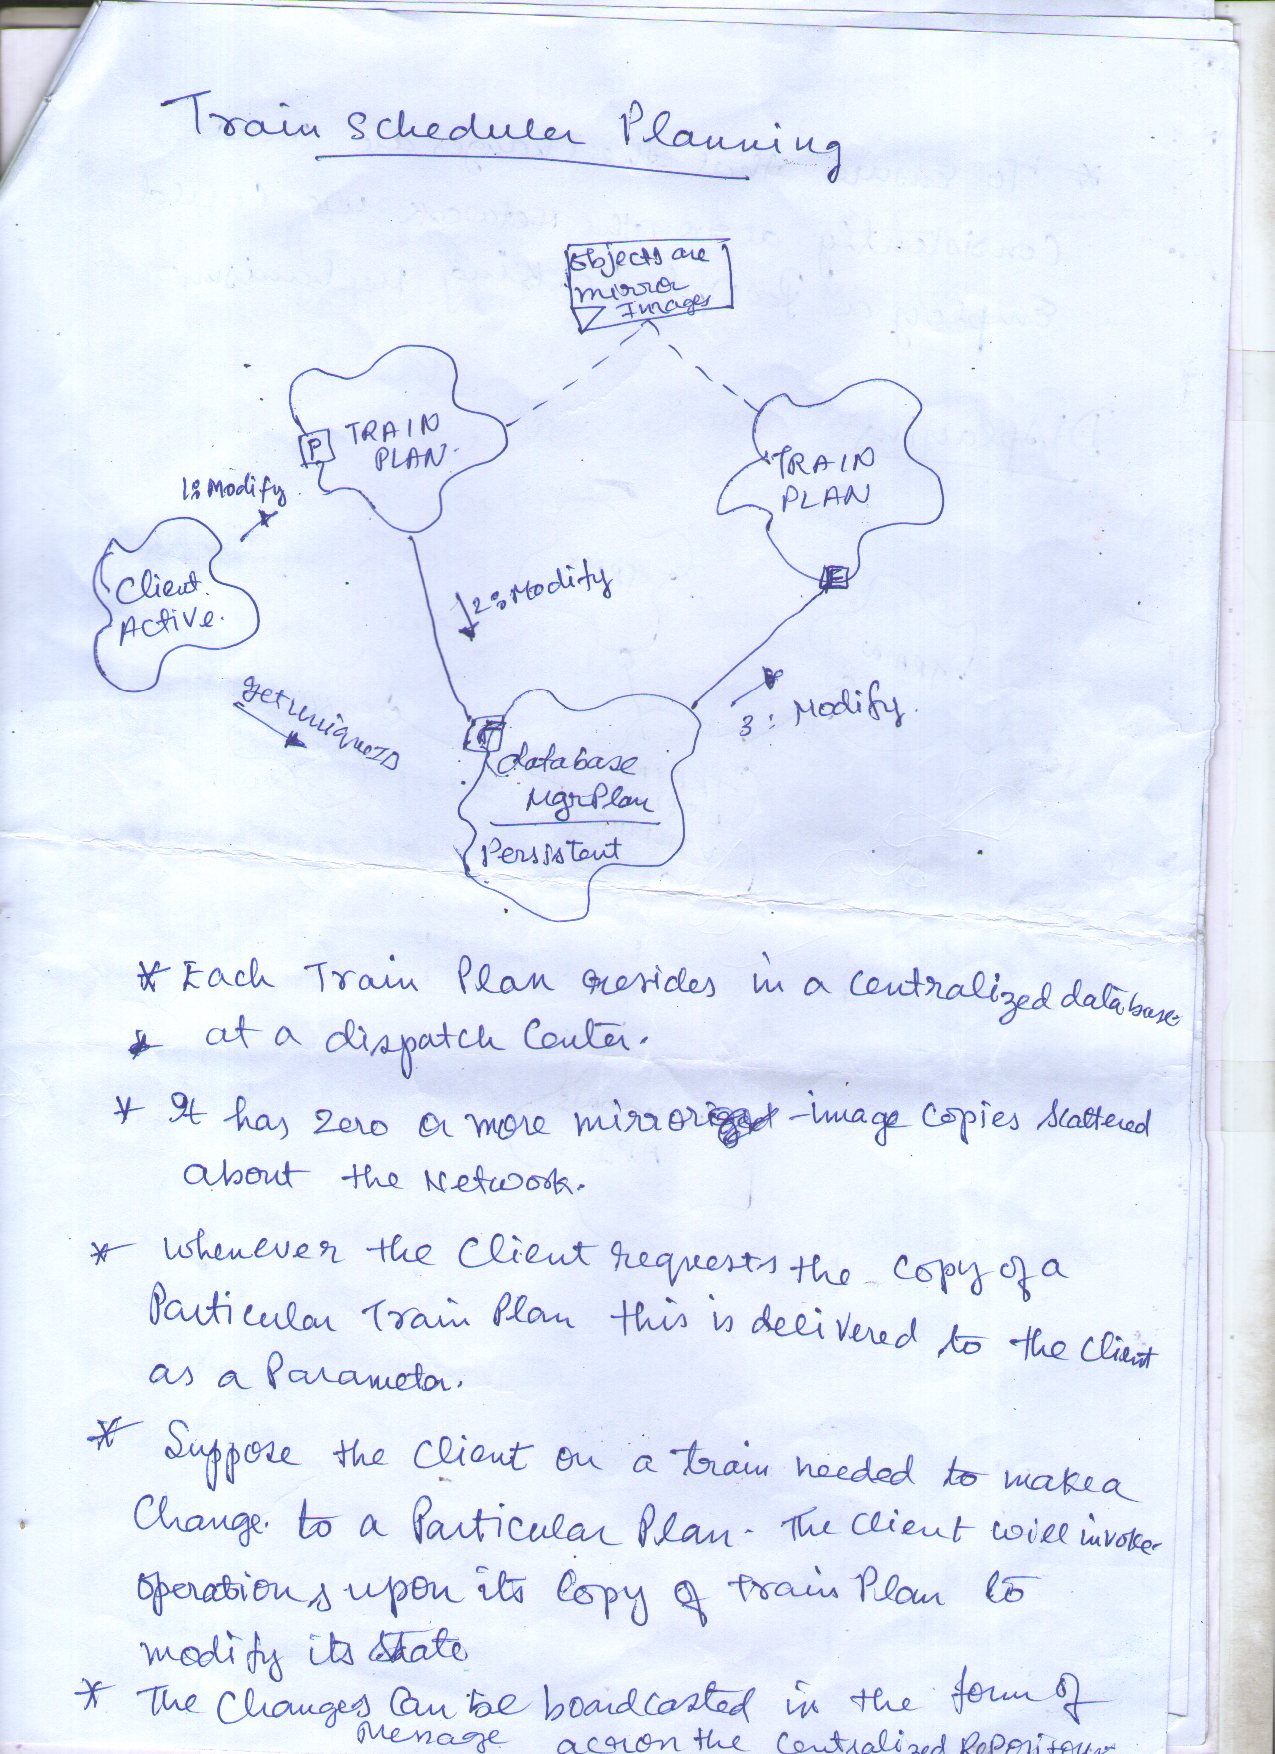 Train Scheduler Planning
Objects are
mirror
Images
TRAIN
PLAN.
P
TRAIN
PLAN
1: Modify
Client
Active.
2: Modify
F
getuniqueID
3: Modify.
database
MgrPlan
Persistent
* Each Train Plan resides in a centralized database
* at a dispatch Center.
* It has zero or more mirror -image copies scattered
about the Network.
* Whenever the Client requests the copy of a
Particular Train Plan this is delivered to the Client
as a Parameter.
* Suppose the Client on a train needed to make a
Change. to a Particular Plan. The Client will invoke
operations upon its Copy of train Plan to
modify its state
* The Changes Can be boardcasted in the form of
Message across the Centralized